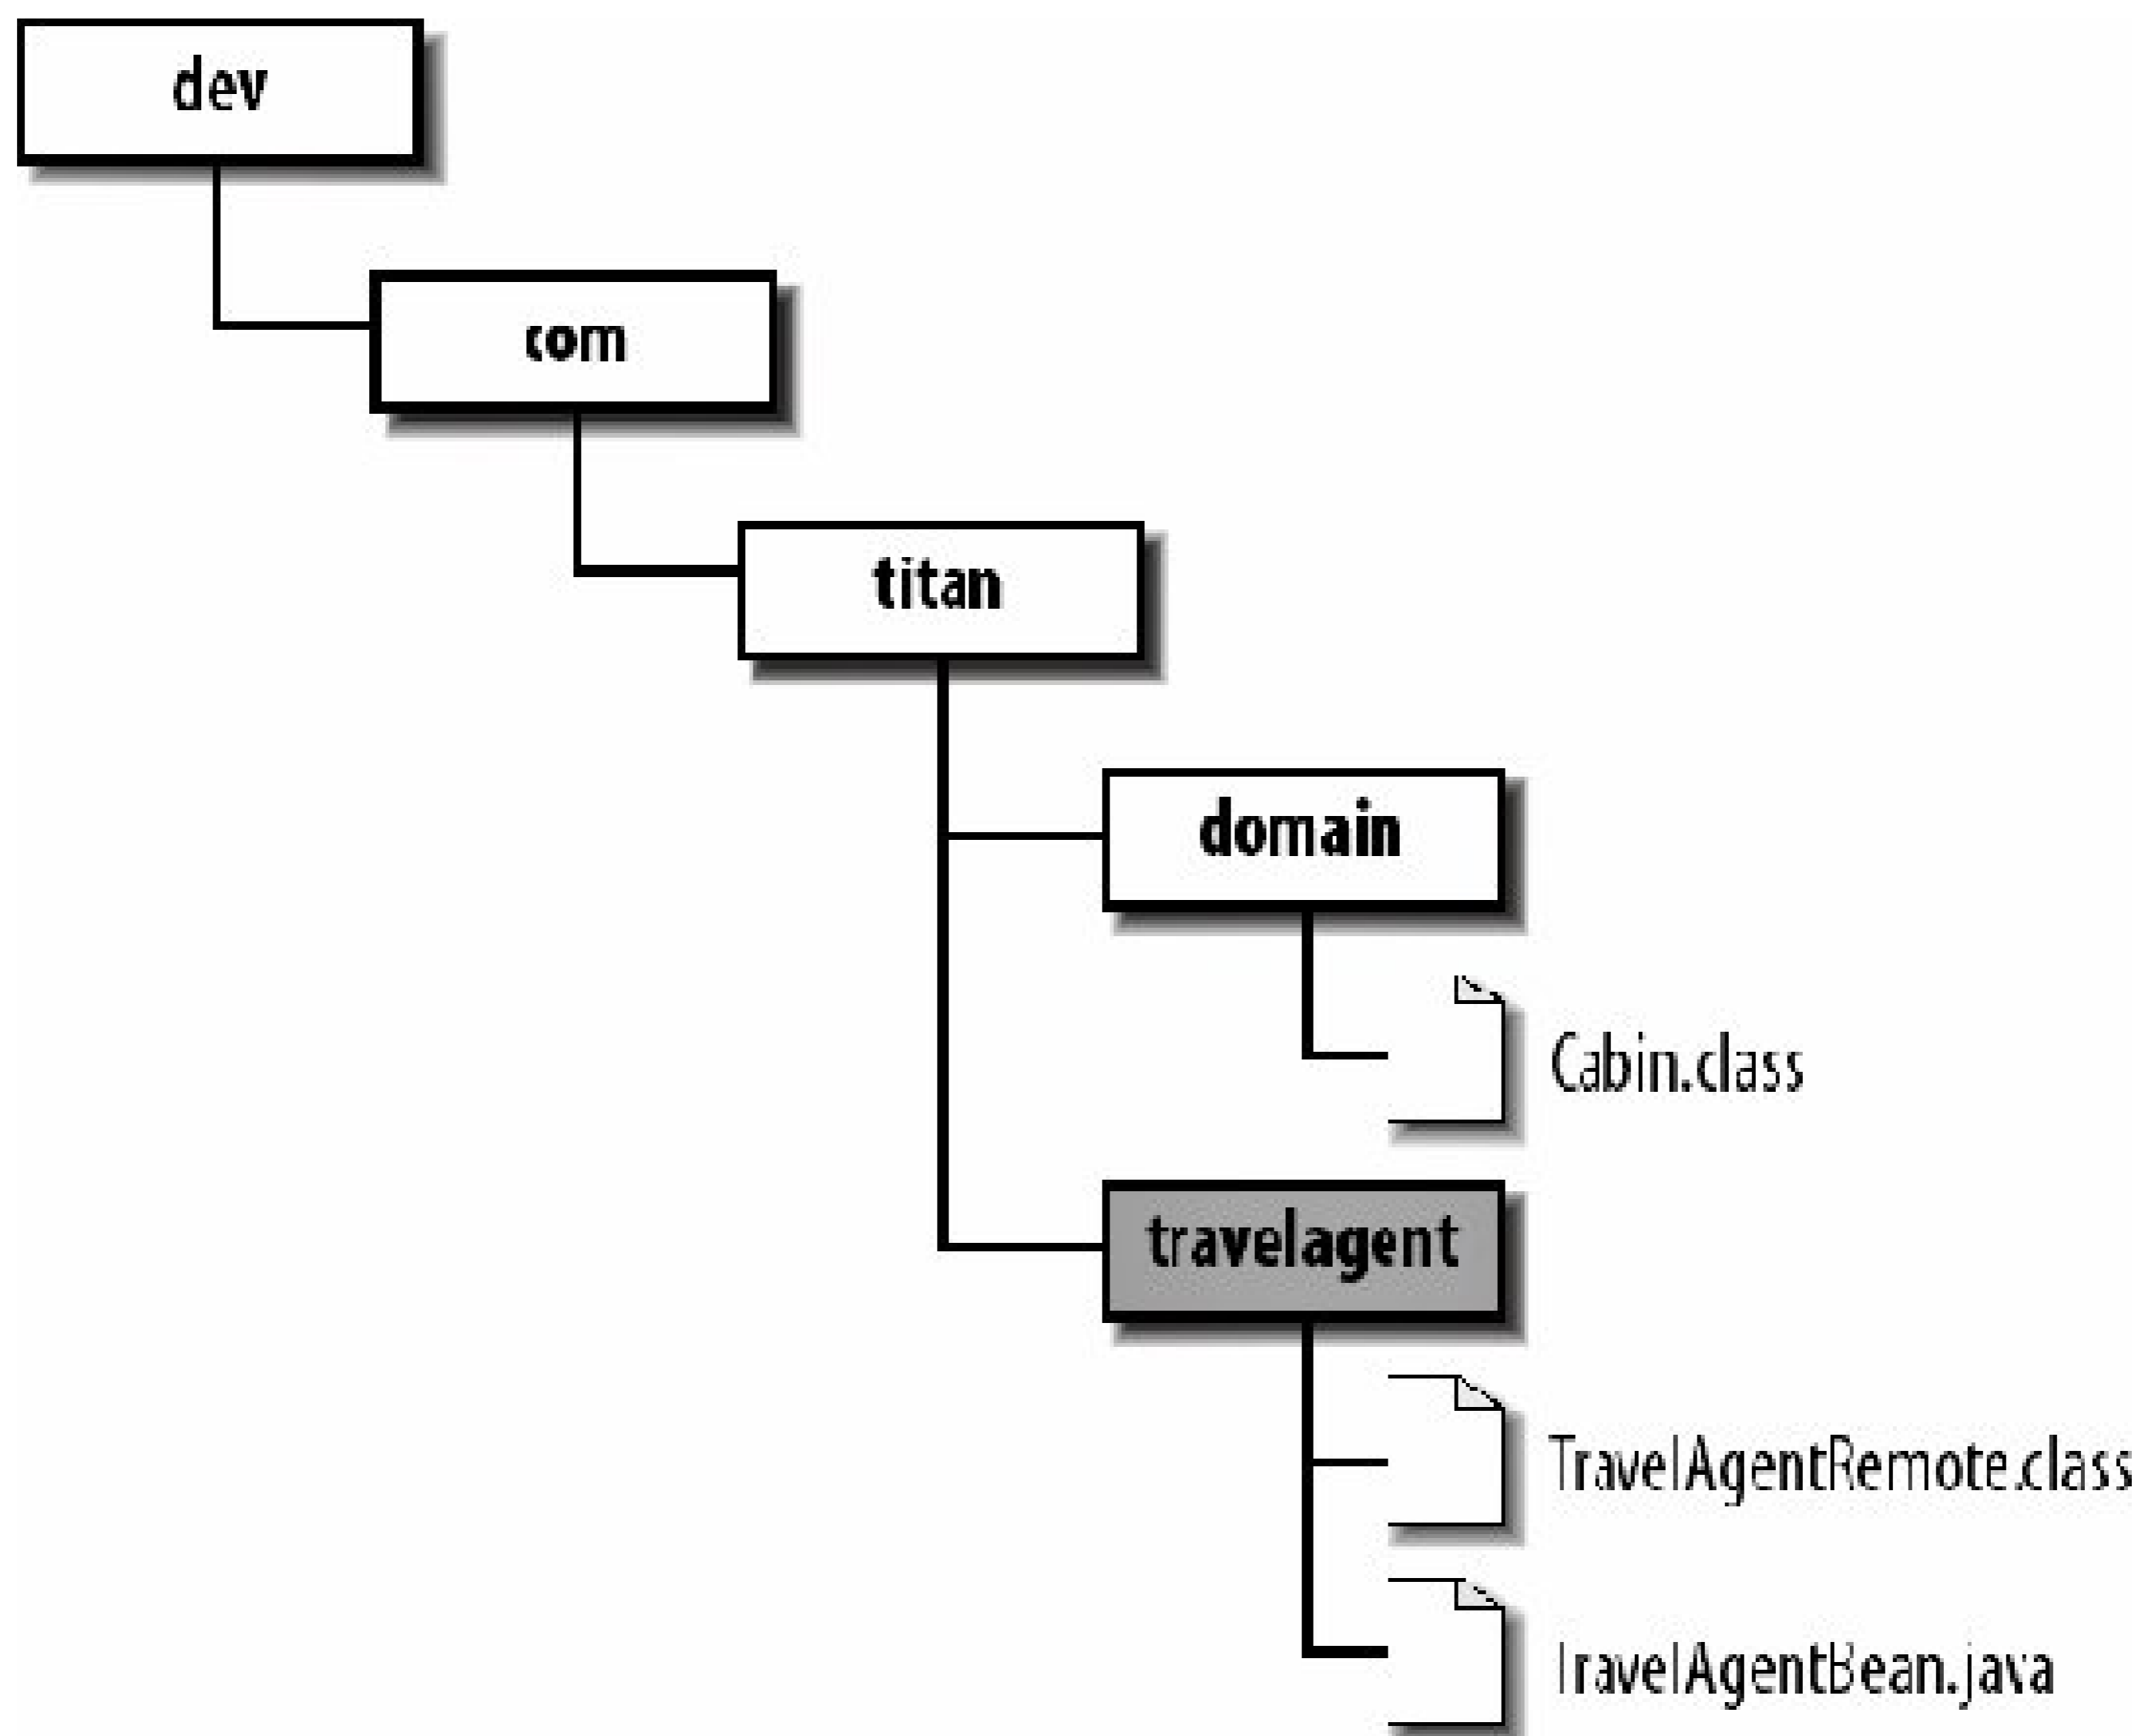 dev
com
titan
domain
Cabin.class
travelagent
TravelAgentRemote.class
TravelAgentBean.java